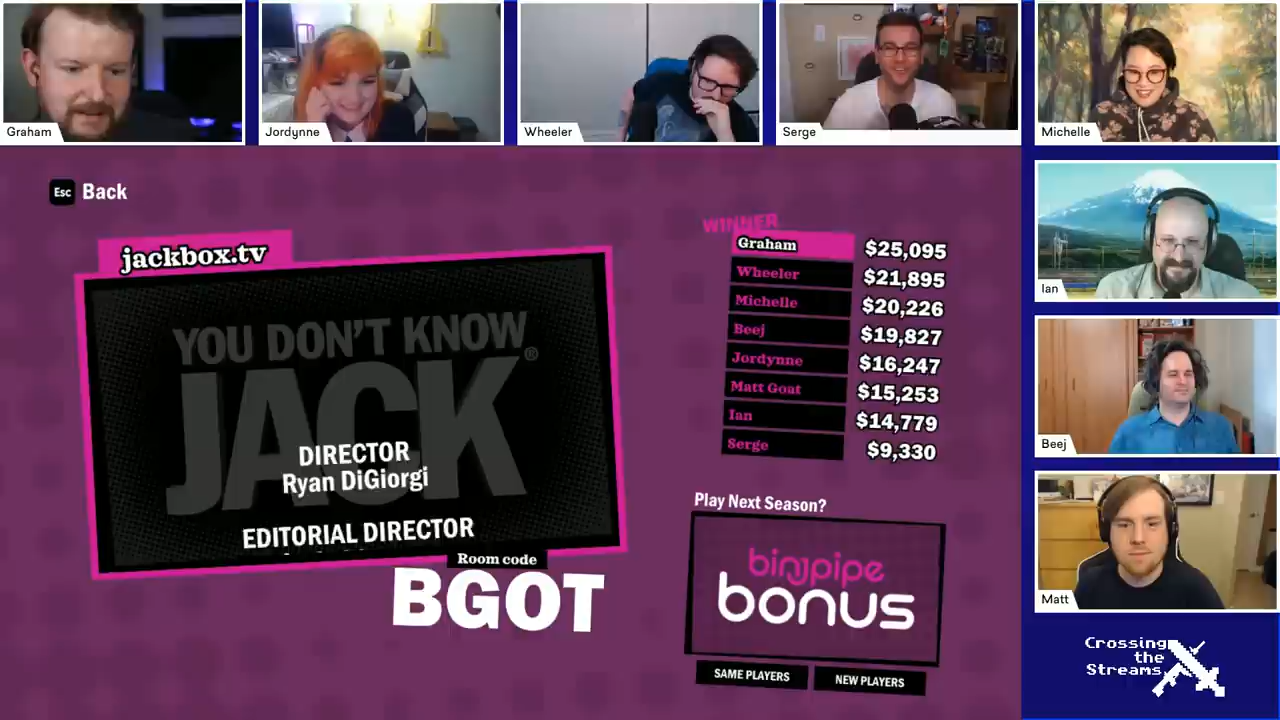 Graham
Jordynne
Wheeler
Serge
Michelle
Esc Back
jackbox.tv
YOU DON'T KNOW
JACK®
DIRECTOR
Ryan DiGiorgi
EDITORIAL DIRECTOR
Room code
BGOT
WINNER
Graham $25,095
Wheeler $21,895
Michelle $20,226
Beej $19,827
Jordynne $16,247
Matt Goat $15,253
Ian $14,779
Serge $9,330
Play Next Season?
binjpipe
bonus
SAME PLAYERS
NEW PLAYERS
Ian
Beej
Matt
Crossing
the
Streams